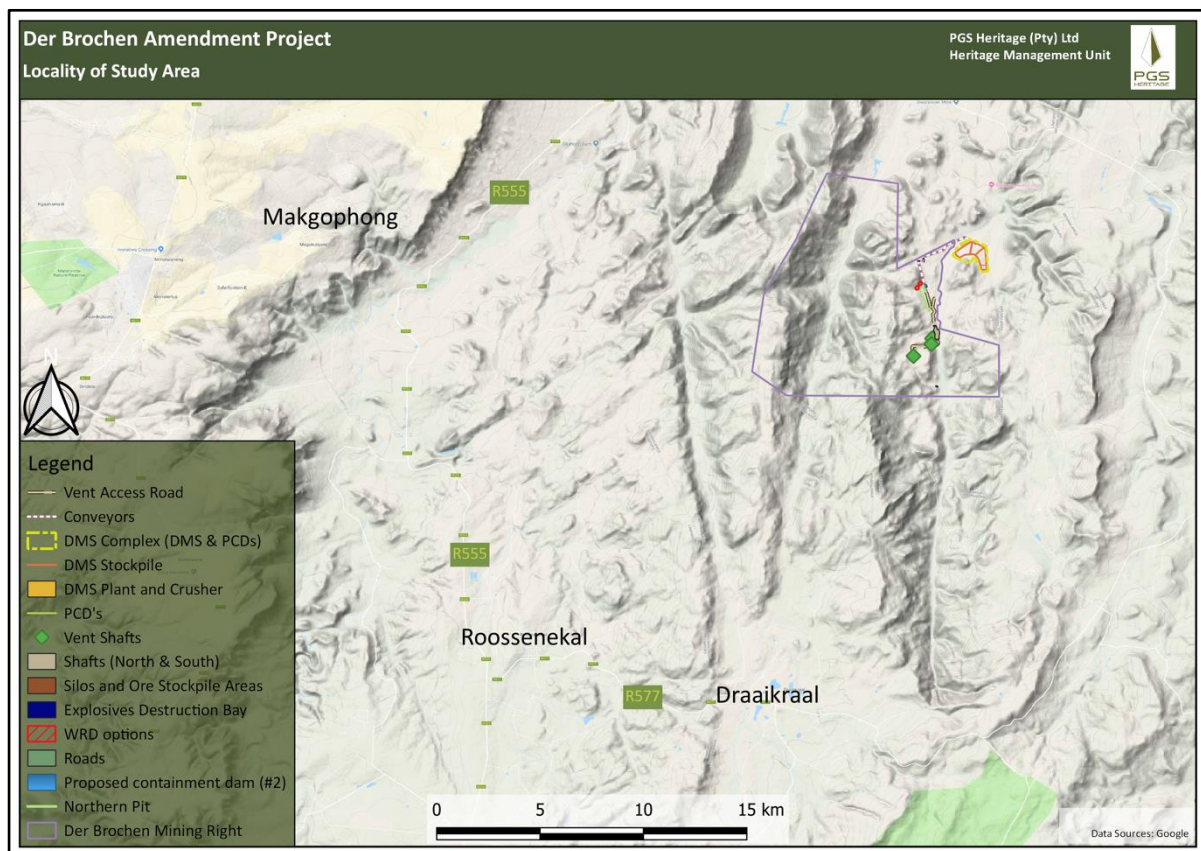 Der Brochen Amendment Project
Locality of Study Area
PGS Heritage (Pty) Ltd
Heritage Management Unit
PGS
HERITAGE
R555
Makgophong
N
R555
Roossenekal
R577
Draaikraal
Legend
Vent Access Road
Conveyors
DMS Complex (DMS & PCDs)
DMS Stockpile
DMS Plant and Crusher
PCD's
Vent Shafts
Shafts (North & South)
Silos and Ore Stockpile Areas
Explosives Destruction Bay
WRD options
Roads
Proposed containment dam (#2)
Northern Pit
Der Brochen Mining Right
0 5 10 15 km
Data Sources: Google